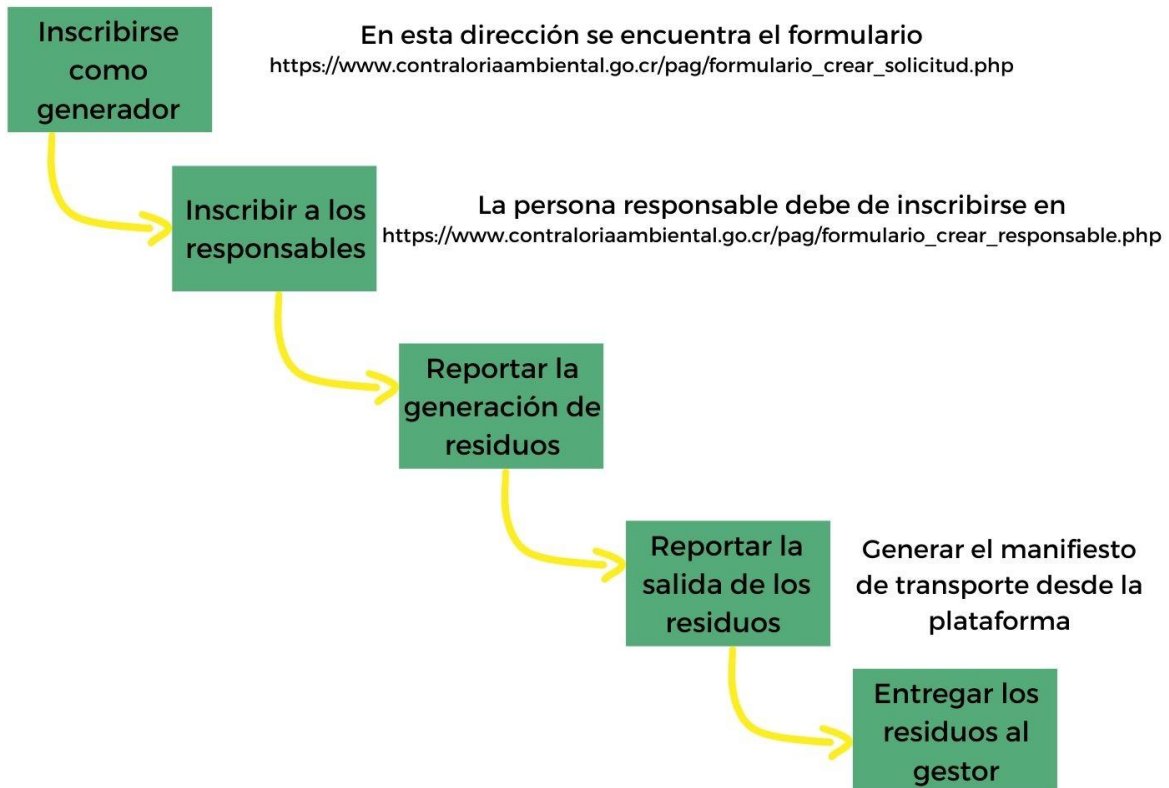 Inscribirse
como
generador
En esta dirección se encuentra el formulario
https://www.contraloriaambiental.go.cr/pag/formulario_crear_solicitud.php
Inscribir a los
responsables
La persona responsable debe de inscribirse en
https://www.contraloriaambiental.go.cr/pag/formulario_crear_responsable.php
Reportar la
generación de
residuos
Reportar la
salida de los
residuos
Generar el manifiesto
de transporte desde la
plataforma
Entregar los
residuos al
gestor